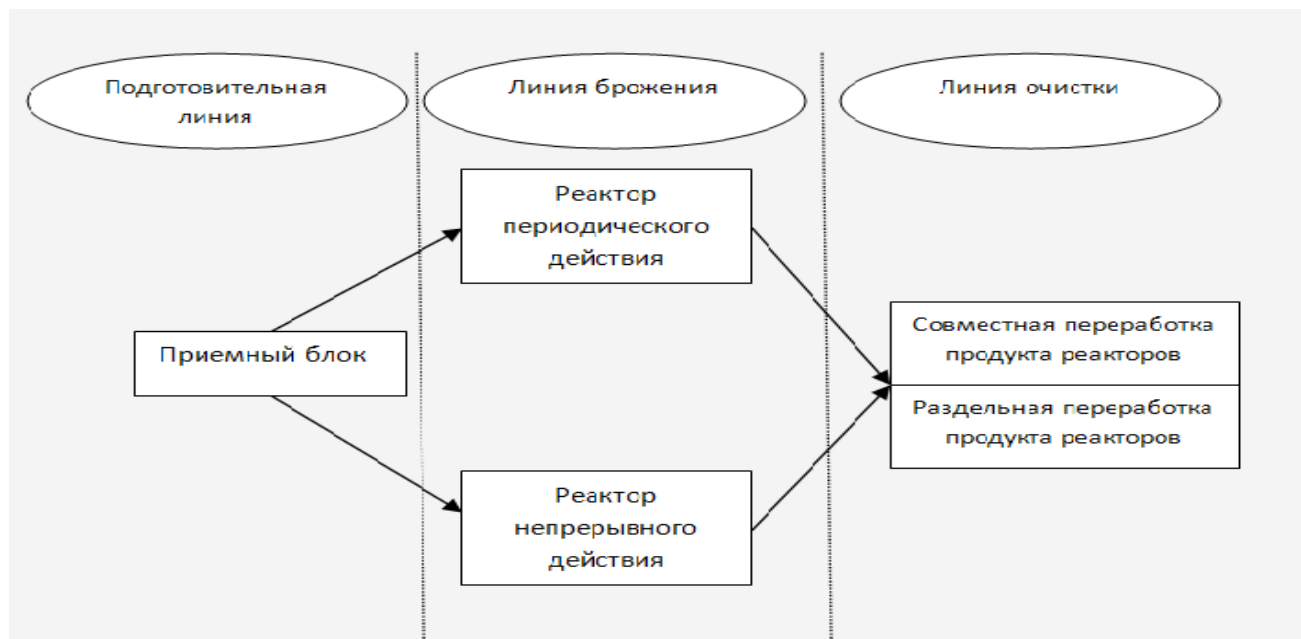 Подготовительная
линия
Линия брожения
Линия очистки
Реактор
периодического
действия
Приемный блок
Совместная переработка
продукта реакторов
Раздельная переработка
продукта реакторов
Реактор
непрерывного
действия